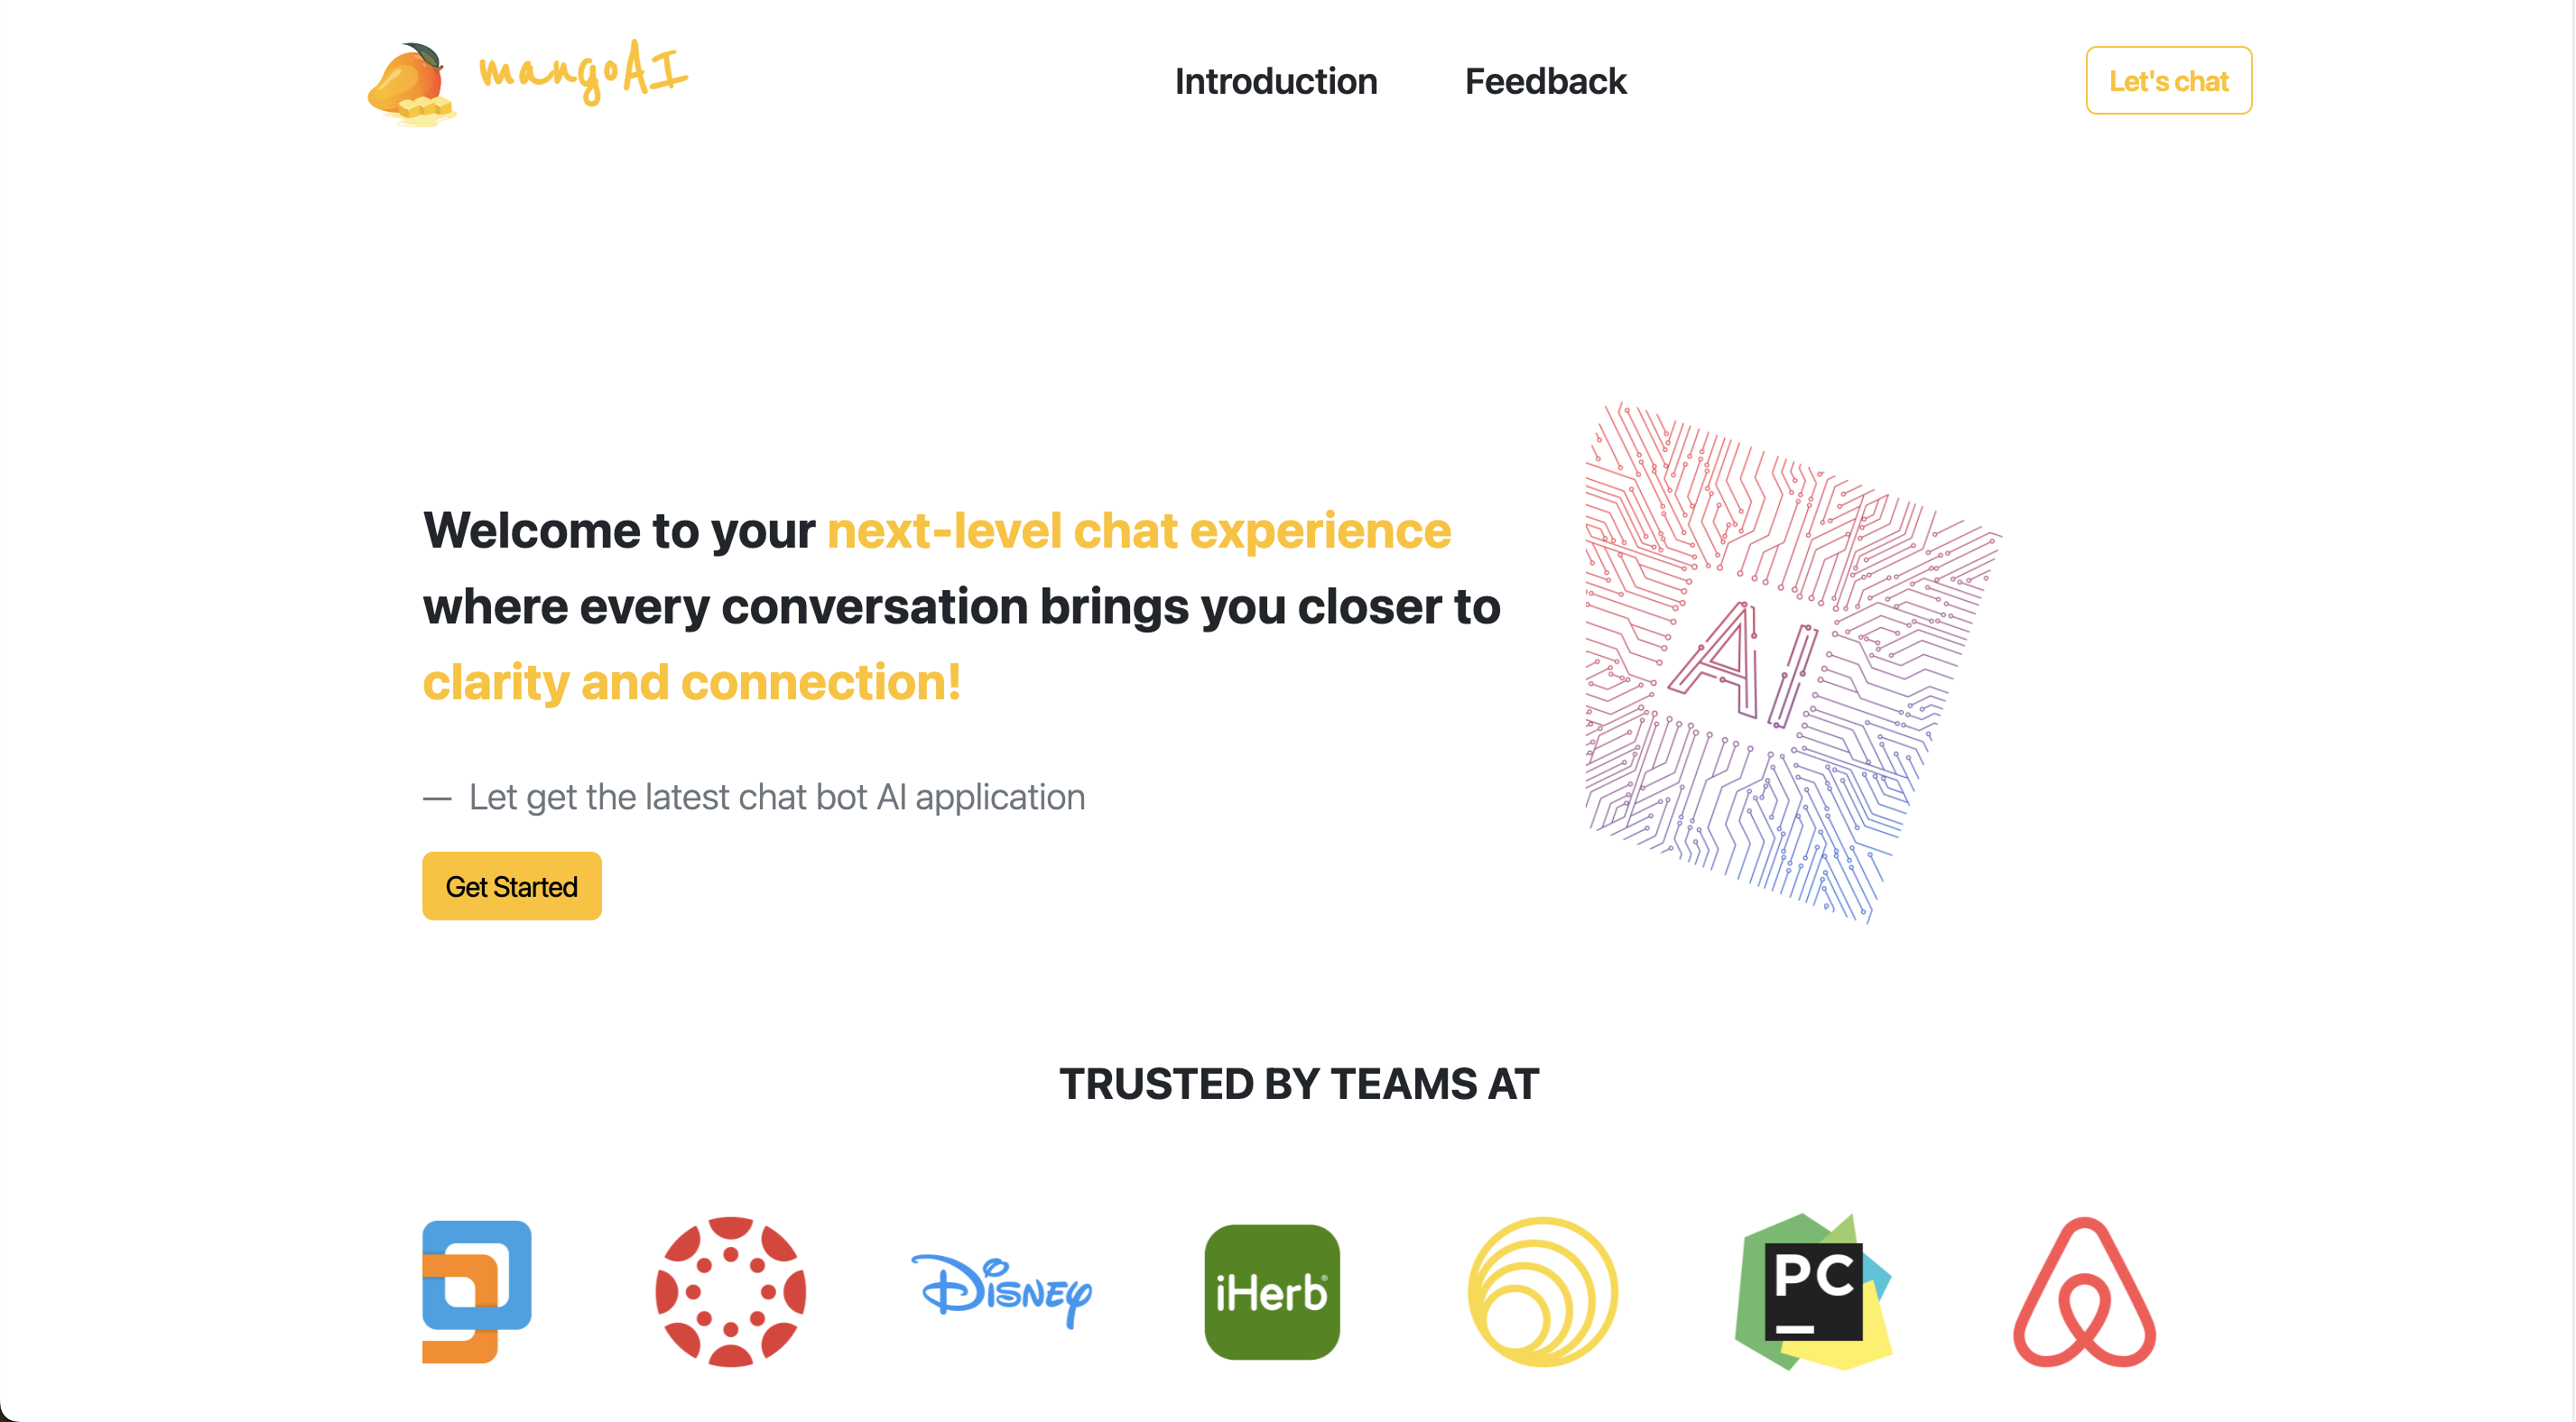 mangoAI
Introduction
Feedback
Let's chat
Welcome to your next-level chat experience
where every conversation brings you closer to
clarity and connection!
— Let get the latest chat bot AI application
Get Started
AI
TRUSTED BY TEAMS AT
Disney
iHerb®
PC